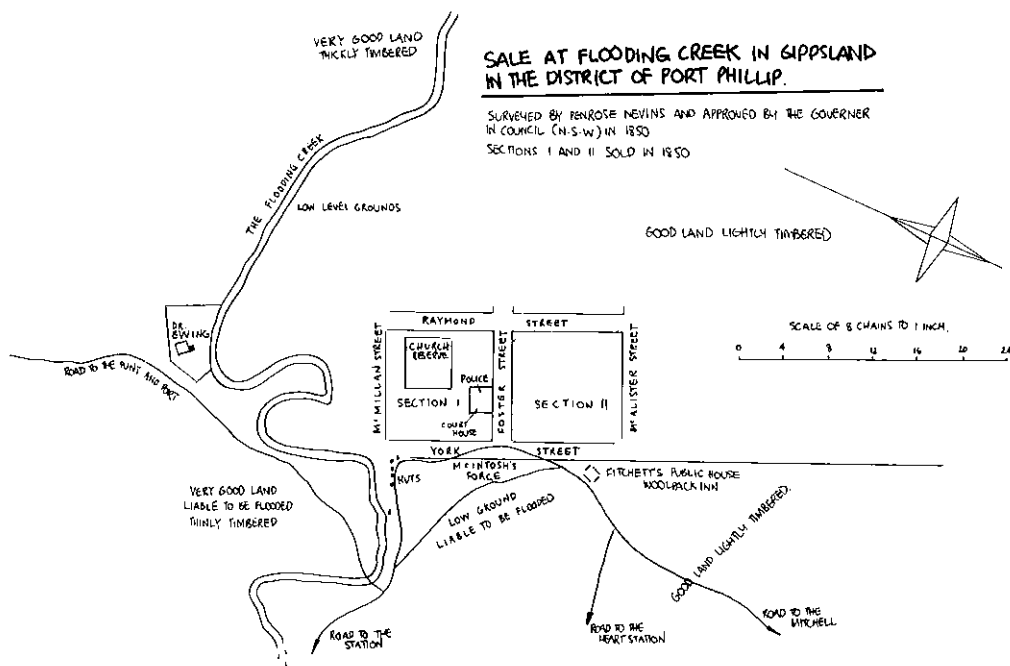 VERY GOOD LAND
THICKLY TIMBERED
SALE AT FLOODING CREEK IN GIPPSLAND
IN THE DISTRICT OF PORT PHILLIP.
SURVEYED BY PENROSE NEVINS AND APPROVED BY THE GOVERNER
IN COUNCIL (N.S.W) IN 1850
SECTIONS I AND II SOLD IN 1850
THE FLOODING CREEK
LOW LEVEL GROUNDS
GOOD LAND LIGHTLY TIMBERED
DR.
EWING
ROAD TO THE PUNT AND PORT
RAYMOND STREET
McMILLAN STREET
CHURCH
RESERVE
POLICE
SECTION I
COURT
HOUSE
FOSTER STREET
SECTION II
McALISTER STREET
SCALE OF 8 CHAINS TO 1 INCH.
0 4 8 12 16 20 24
YORK STREET
McINTOSH'S
FORGE
HUTS
FITCHETT'S PUBLIC HOUSE
WOOLPACK INN
VERY GOOD LAND
LIABLE TO BE FLOODED
THINLY TIMBERED
LOW GROUND
LIABLE TO BE FLOODED
GOOD LAND LIGHTLY TIMBERED.
ROAD TO THE
STATION
ROAD TO THE
HEART STATION
ROAD TO THE
MITCHELL